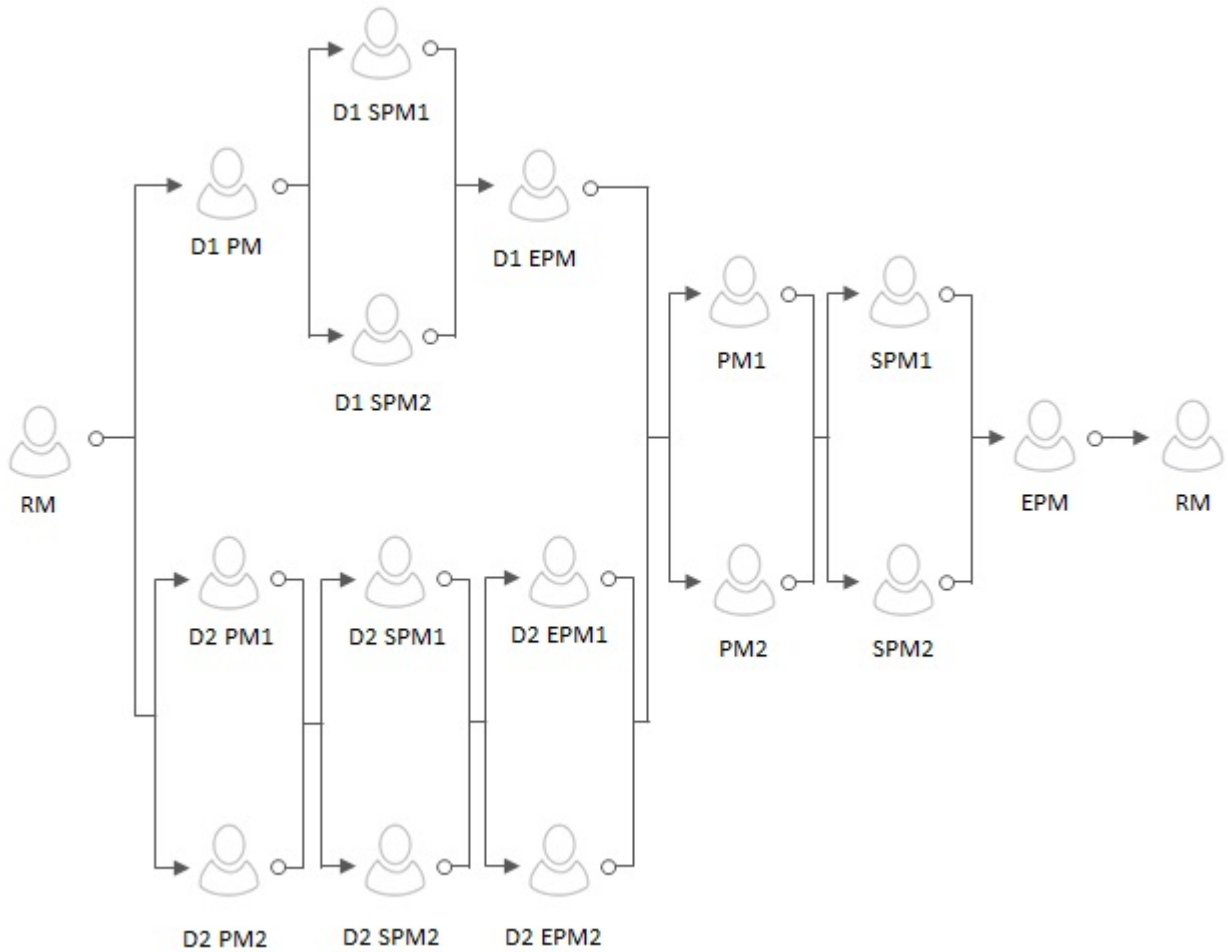 D1 SPM1
D1 PM
D1 EPM
PM1
SPM1
D1 SPM2
RM
EPM
RM
D2 PM1
D2 SPM1
D2 EPM1
PM2
SPM2
D2 PM2
D2 SPM2
D2 EPM2